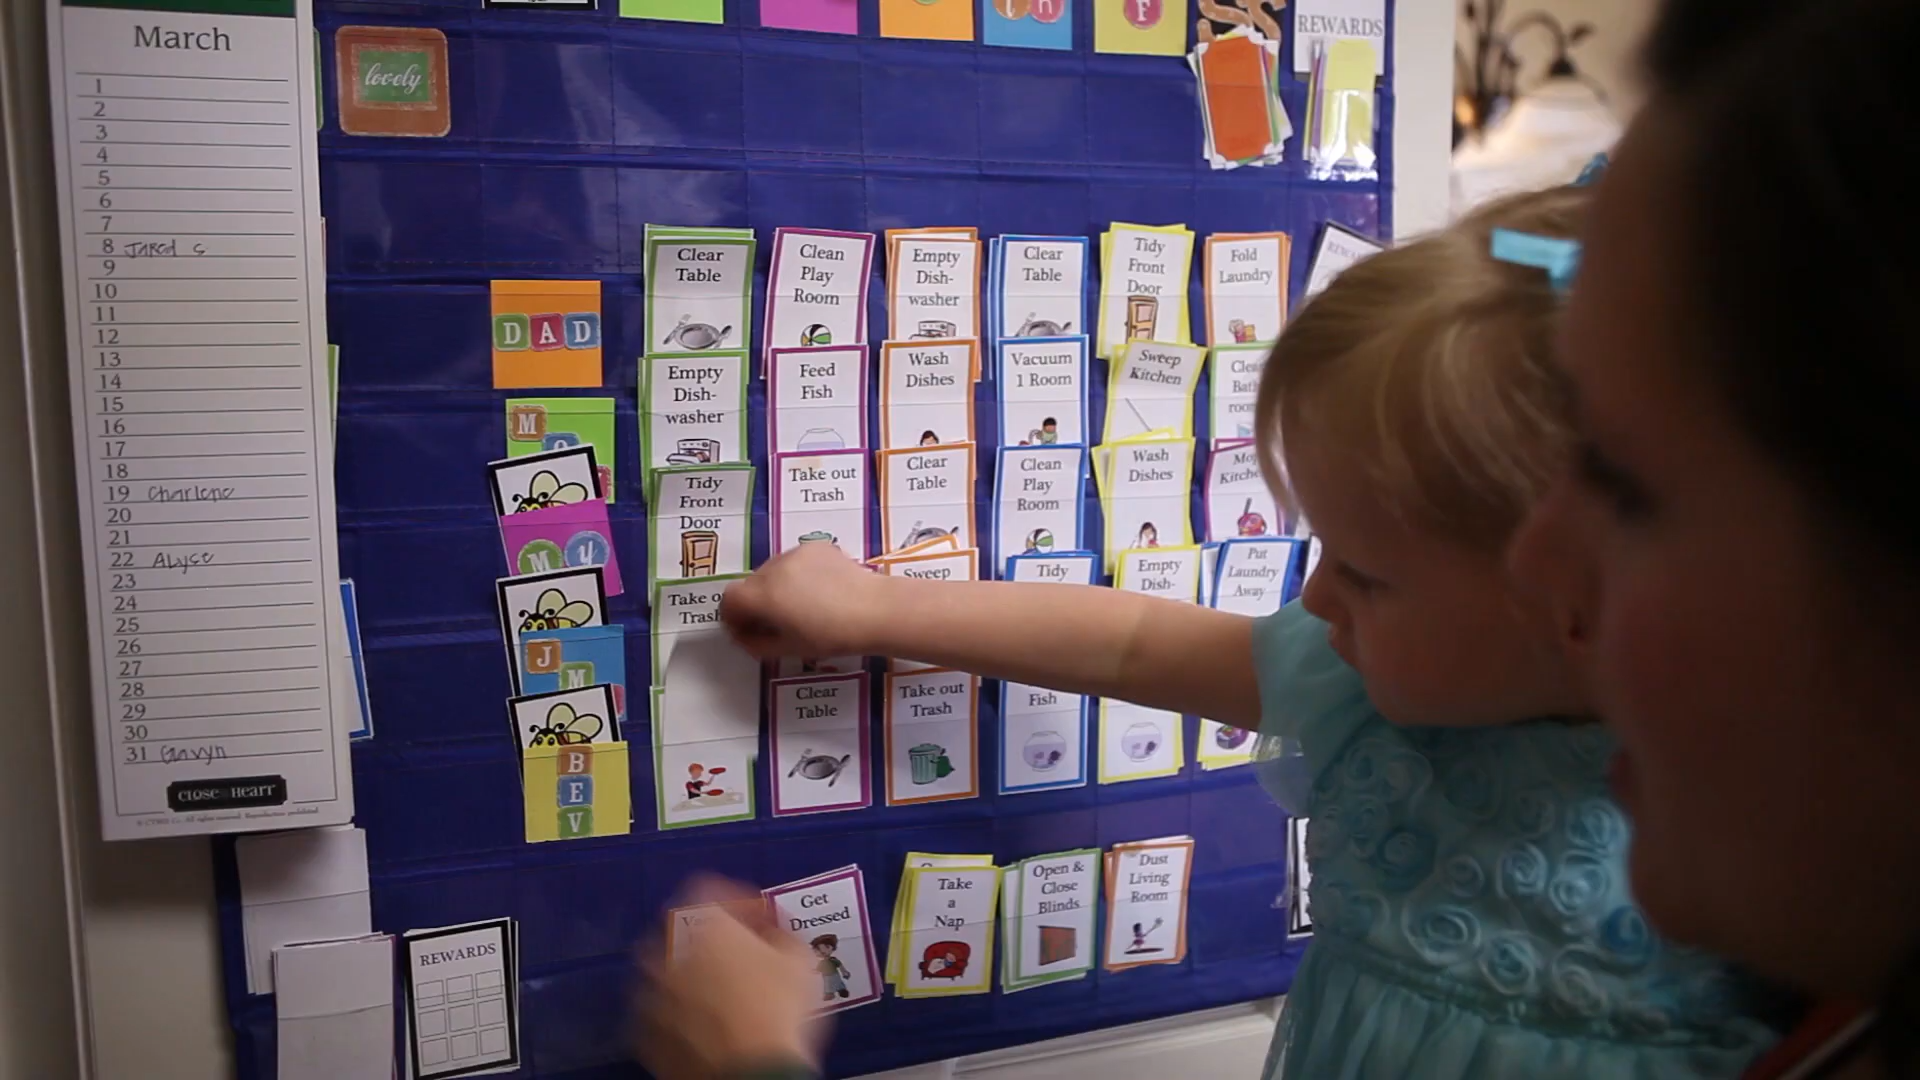 March
1
2
3
4
5
6
7
8 Jared S
9
10
11
12
13
14
15
16
17
18
19 Charlene
20
21
22 Alyce
23
24
25
26
27
28
29
30
31 Gavyn
CLOSE HEART
lovely
F
REWARDS
DAD
M
O
M
y
J
M
B
E
V
Clear
Table
Empty
Dish-
washer
Tidy
Front
Door
Take
Trash
Clean
Play
Room
Feed
Fish
Take out
Trash
Clear
Table
Empty
Dish-
washer
Wash
Dishes
Clear
Table
Sweep
Take out
Trash
Clear
Table
Vacuum
1 Room
Clean
Play
Room
Tidy
Fish
Tidy
Front
Door
Sweep
Kitchen
Wash
Dishes
Empty
Dish-
Fold
Laundry
Put
Laundry
Away
REWARDS
Get
Dressed
Take
a
Nap
Open &
Close
Blinds
Dust
Living
Room